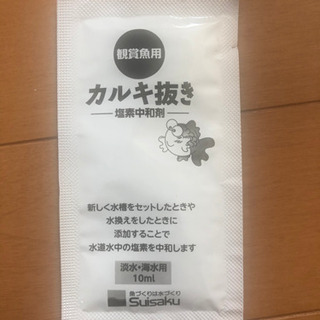 観賞魚用
カルキ抜き
塩素中和剤
新しく水槽をセットしたときや
水換えをしたときに
添加することで
水道水中の塩素を中和します
淡水・海水用
10ml
魚づくりは水づくり
Suisaku